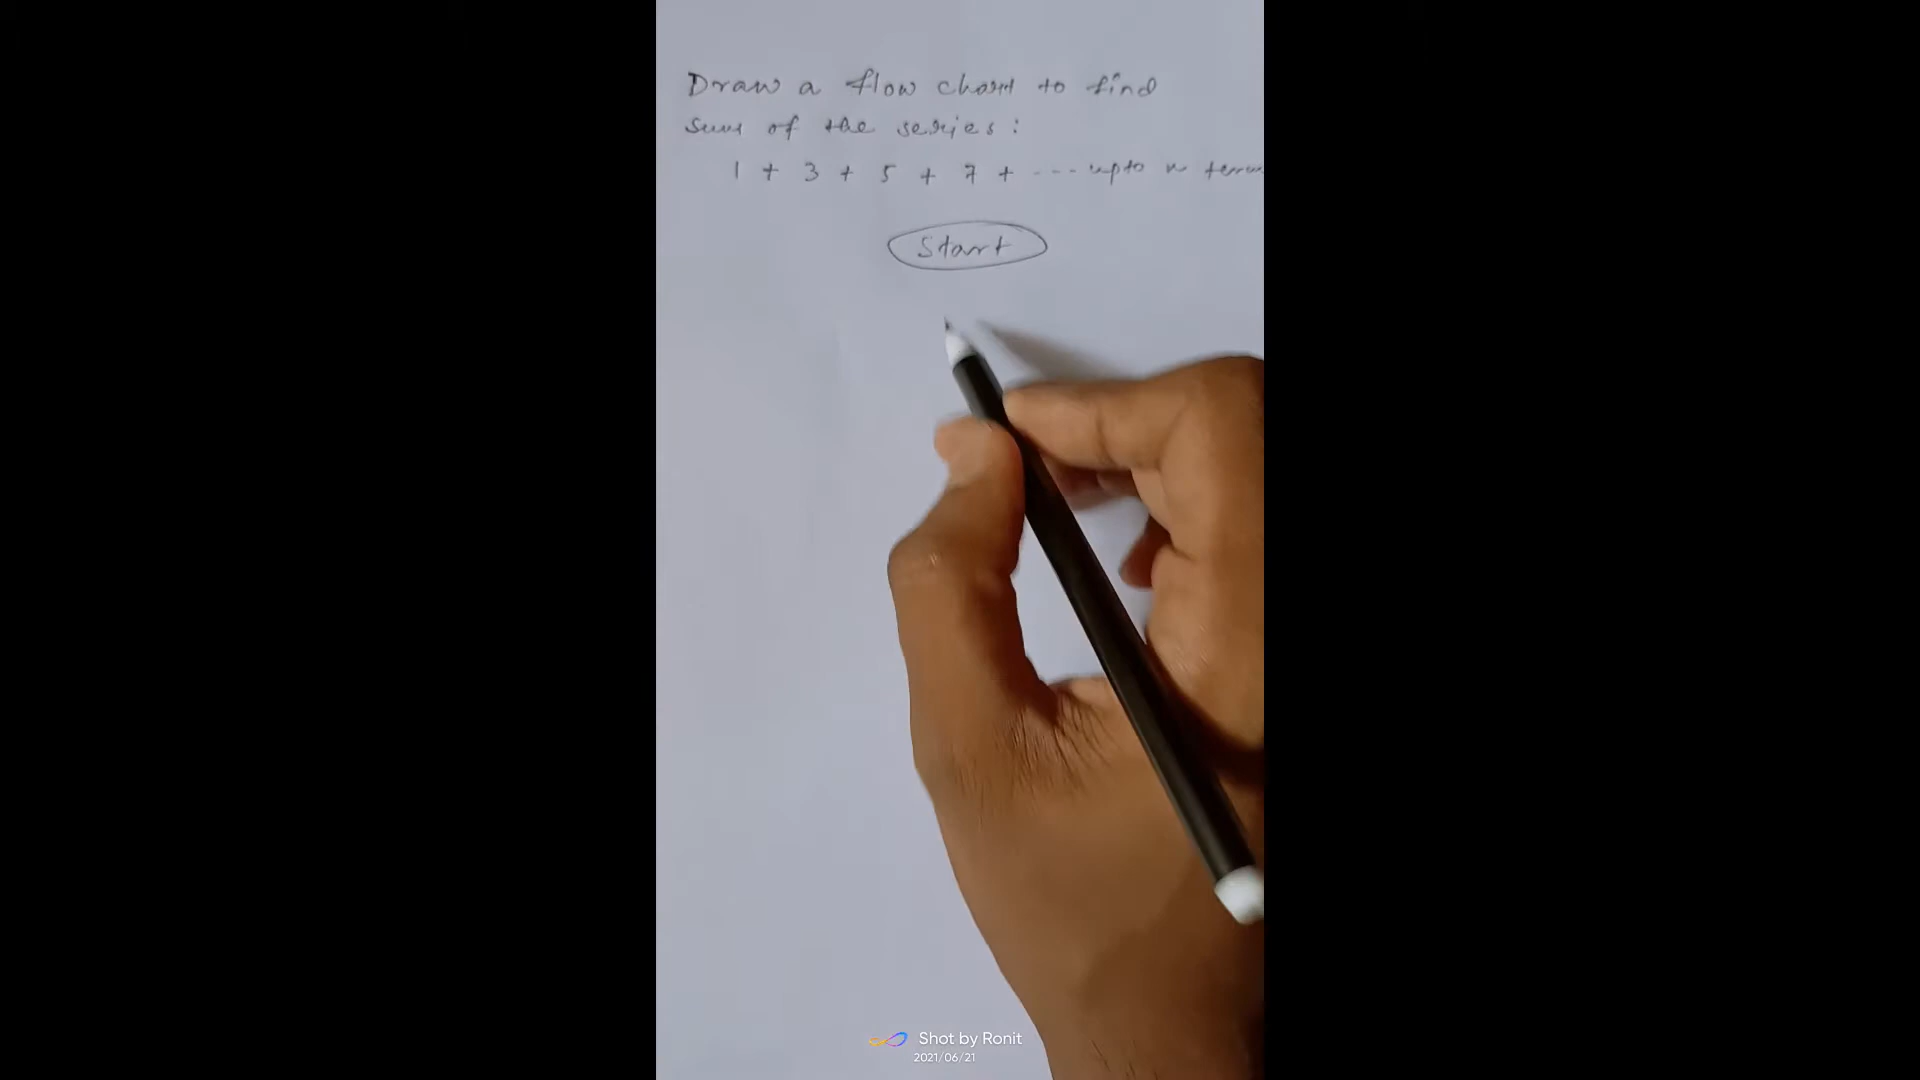 Draw a flow chart to find
sum of the series:
1 + 3 + 5 + 7 + --- upto n term
Start
Shot by Ronit
2021/06/21